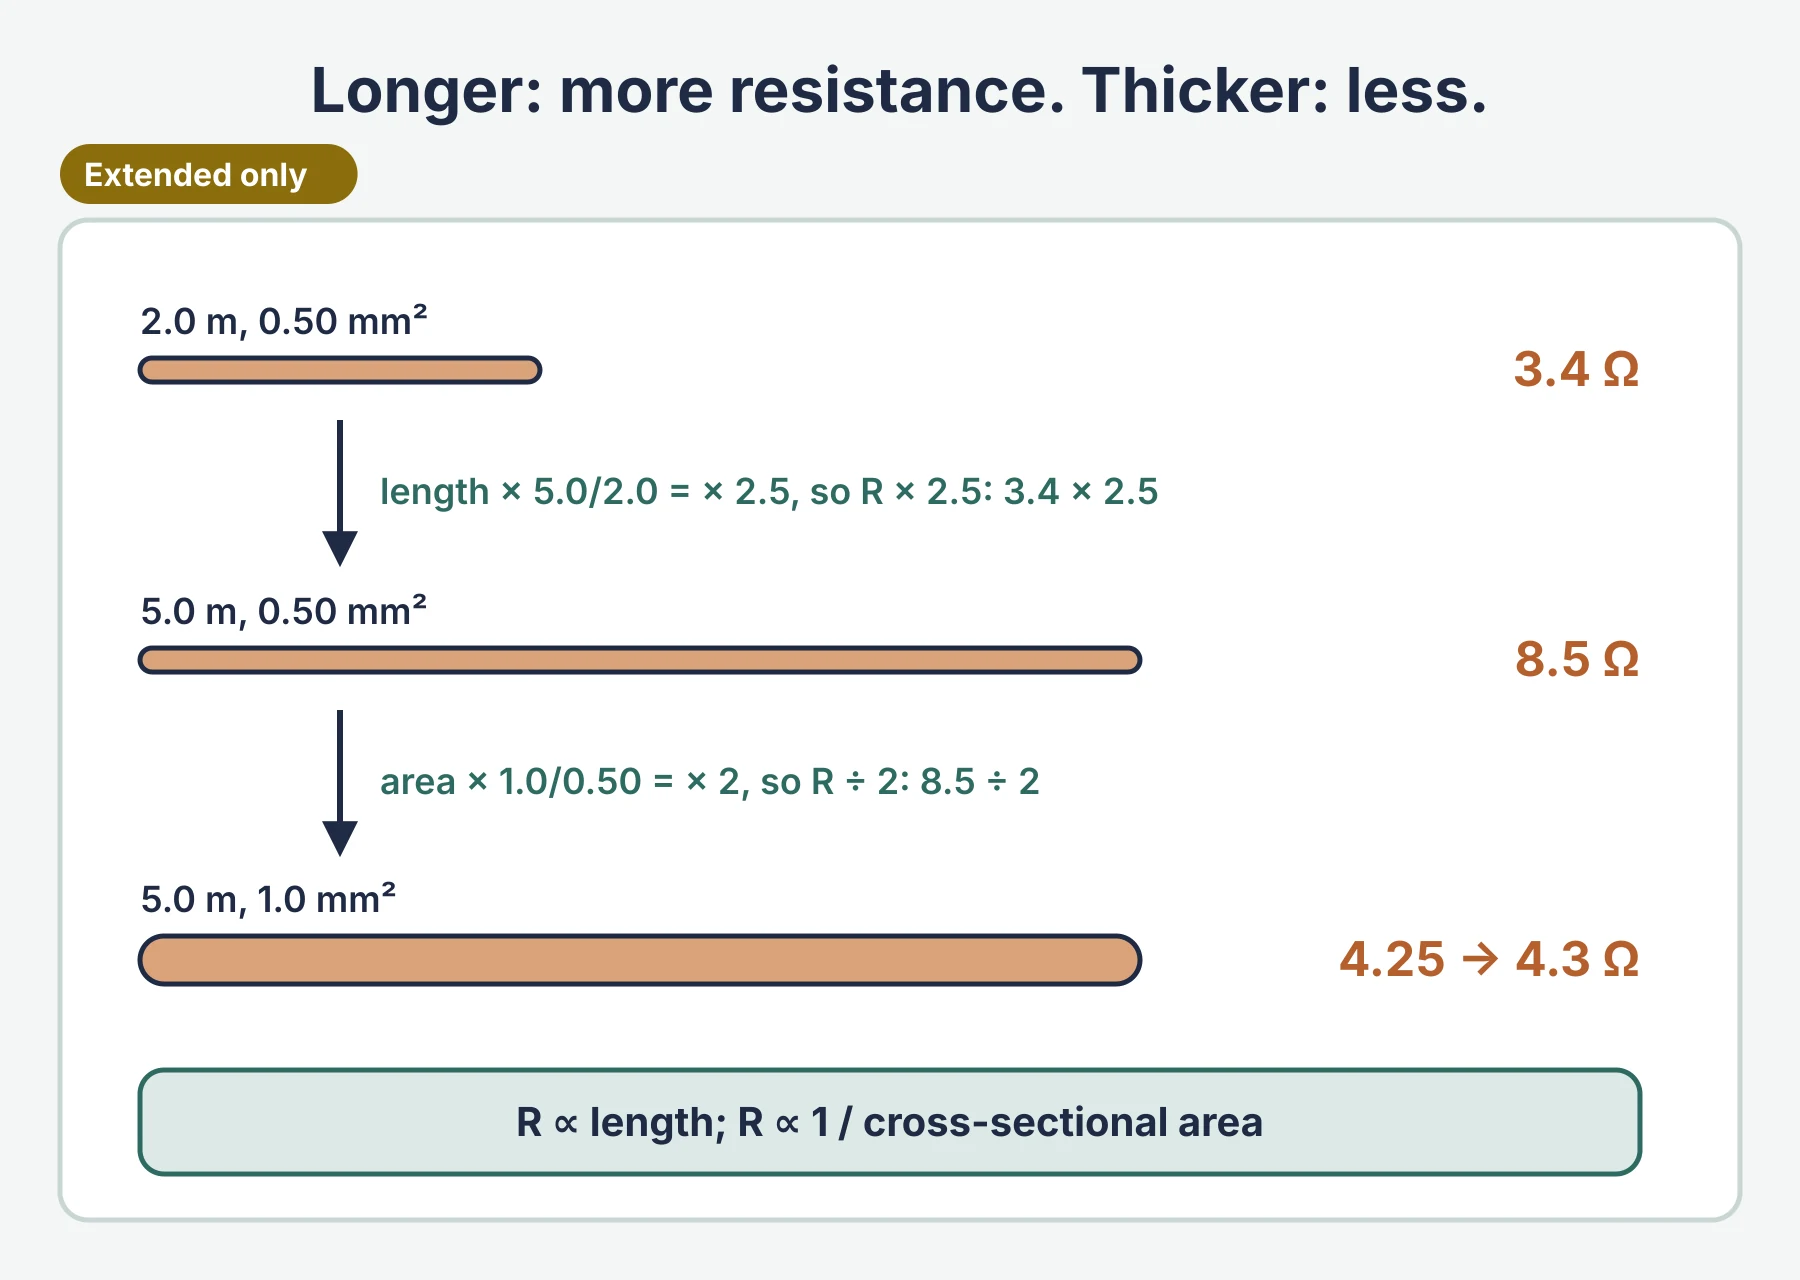 Longer: more resistance. Thicker: less.
Extended only
2.0 m, 0.50 mm²
3.4 Ω
length × 5.0/2.0 = × 2.5, so R × 2.5: 3.4 × 2.5
5.0 m, 0.50 mm²
8.5 Ω
area × 1.0/0.50 = × 2, so R ÷ 2: 8.5 ÷ 2
5.0 m, 1.0 mm²
4.25 → 4.3 Ω
R ∝ length; R ∝ 1 / cross-sectional area